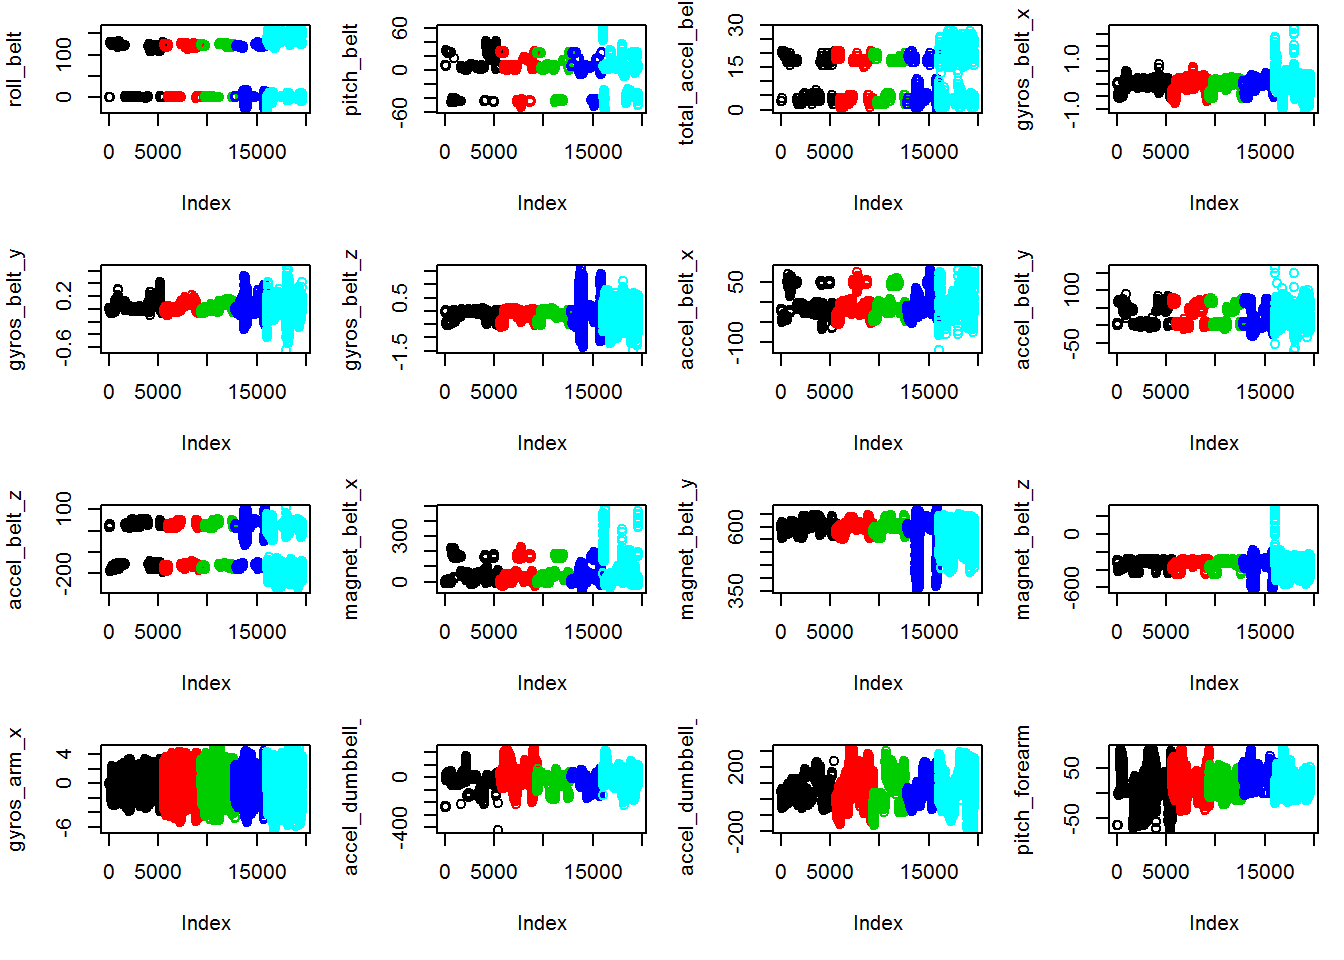 roll_belt
100
0
0 5000 15000
Index
pitch_belt
60
0
-60
0 5000 15000
Index
total_accel_bel
30
15
0
0 5000 15000
Index
gyros_belt_x
1.0
-1.0
0 5000 15000
Index
gyros_belt_y
0.2
-0.6
0 5000 15000
Index
gyros_belt_z
0.5
-1.5
0 5000 15000
Index
accel_belt_x
50
-100
0 5000 15000
Index
accel_belt_y
100
-50
0 5000 15000
Index
accel_belt_z
100
-200
0 5000 15000
Index
magnet_belt_x
300
0
0 5000 15000
Index
magnet_belt_y
600
350
0 5000 15000
Index
magnet_belt_z
0
-600
0 5000 15000
Index
gyros_arm_x
4
0
-6
0 5000 15000
Index
accel_dumbbell_
0
-400
0 5000 15000
Index
accel_dumbbell_
200
-200
0 5000 15000
Index
pitch_forearm
50
-50
0 5000 15000
Index